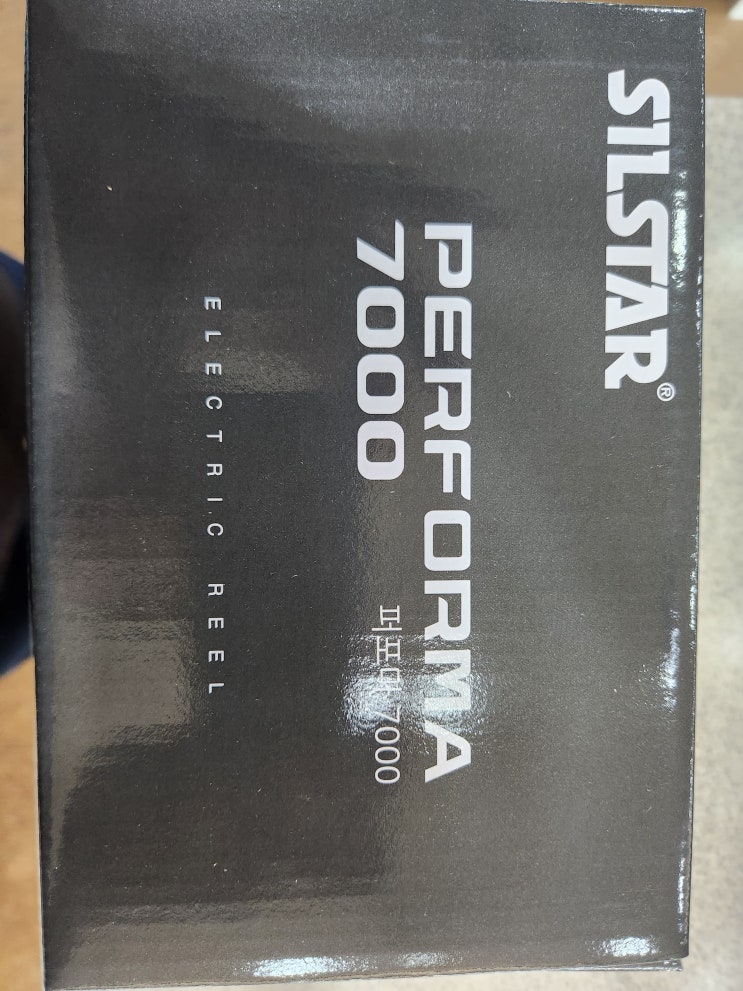 SILSTAR®
PERFORMA
7000 퍼포마 7000
ELECTRIC REEL